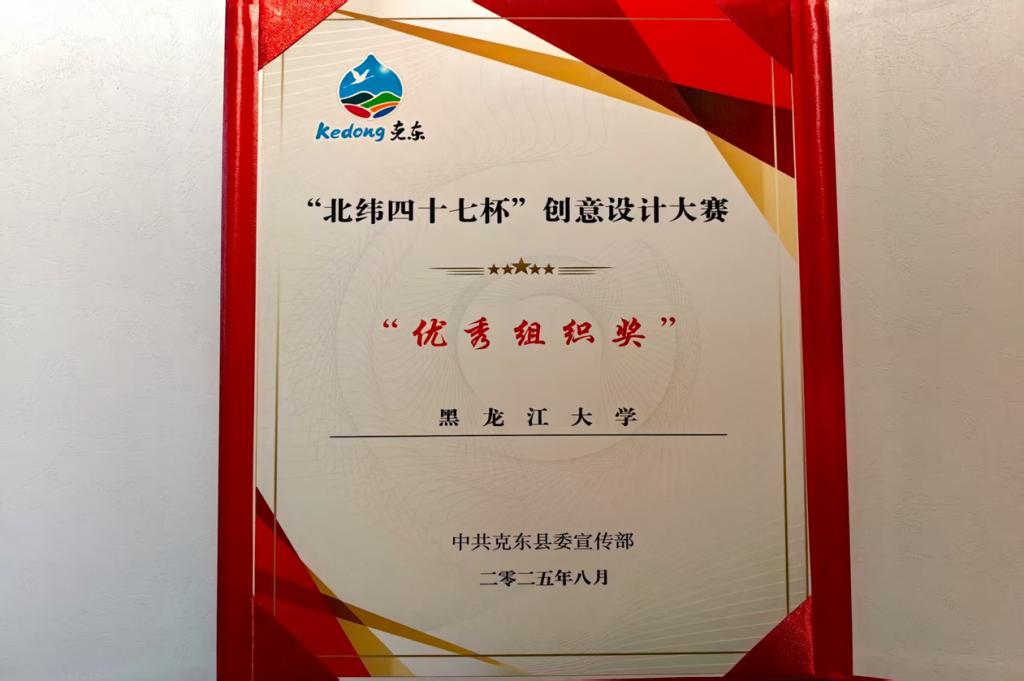 Kedong 克东
“北纬四十七杯”创意设计大赛
“优秀组织奖”
黑龙江大学
中共克东县委宣传部
二零二五年八月